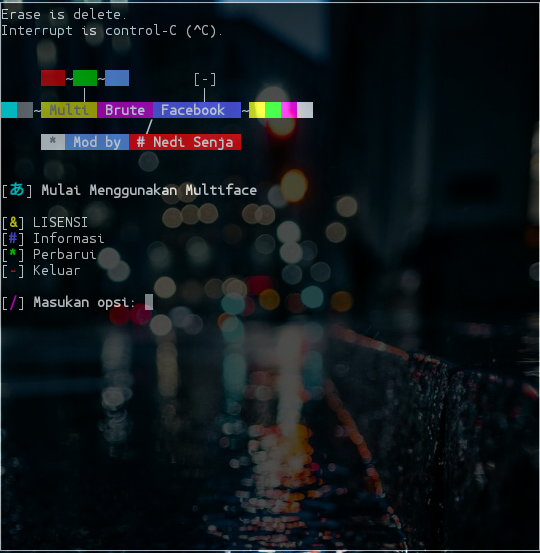 Erase is delete.
Interrupt is control-C (^C).
~ ~ [-]
~ Multi Brute Facebook ~
* Mod by # Nedi Senja
[あ] Mulai Menggunakan Multiface
[&] LISENSI
[#] Informasi
[*] Perbarui
[-] Keluar
[/] Masukan opsi: